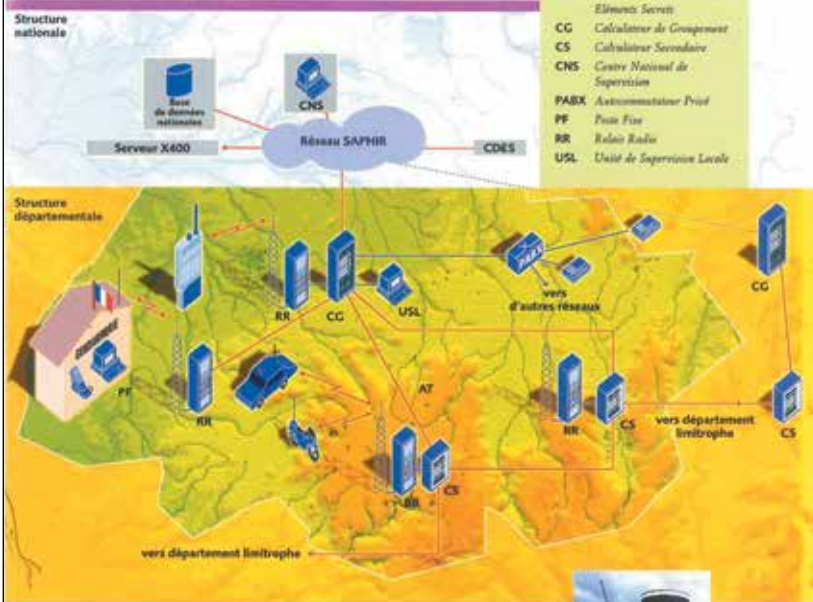 Structure
nationale
Eléments Secrets
CG Calculateur de Groupement
CS Calculateur Secondaire
CNS Centre National de
Supervision
PABX Autocommutateur Privé
PF Poste Fixe
RR Relais Radio
USL Unité de Supervision Locale
Base
de données
nationales
CNS
Réseau SAPHIR
Serveur X400
CDES
Structure
départementale
GENDARMERIE
PF
RR
RR
CG
USL
PABX
vers
d'autres réseaux
CG
AT
RR
CS
RR
CS
vers département
limitrophe
CS
vers département limitrophe